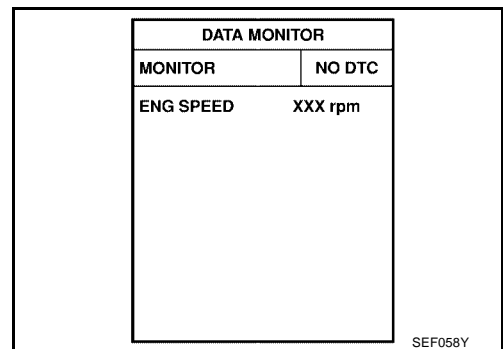 DATA MONITOR
MONITOR NO DTC
ENG SPEED XXX rpm
SEF058Y